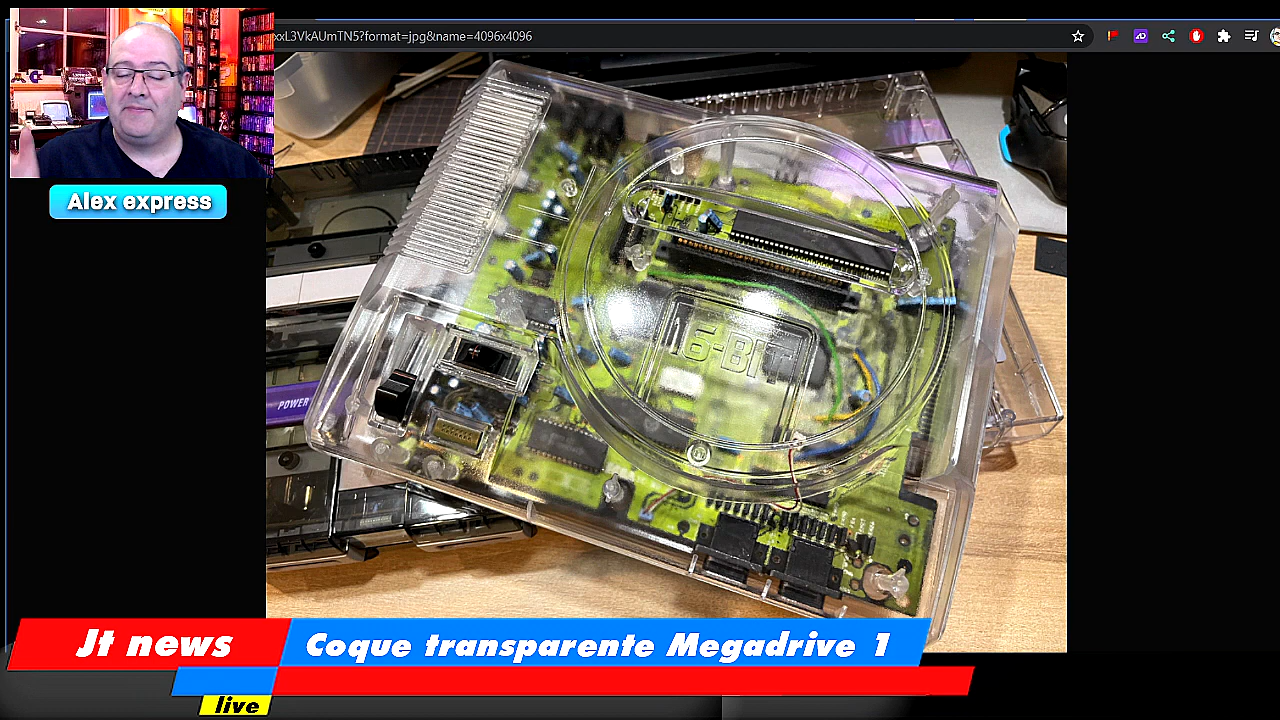 xxL3VkAUmTN5?format=jpg&name=4096x4096
Alex express
16-BIT
POWER
Jt news
Coque transparente Megadrive 1
live